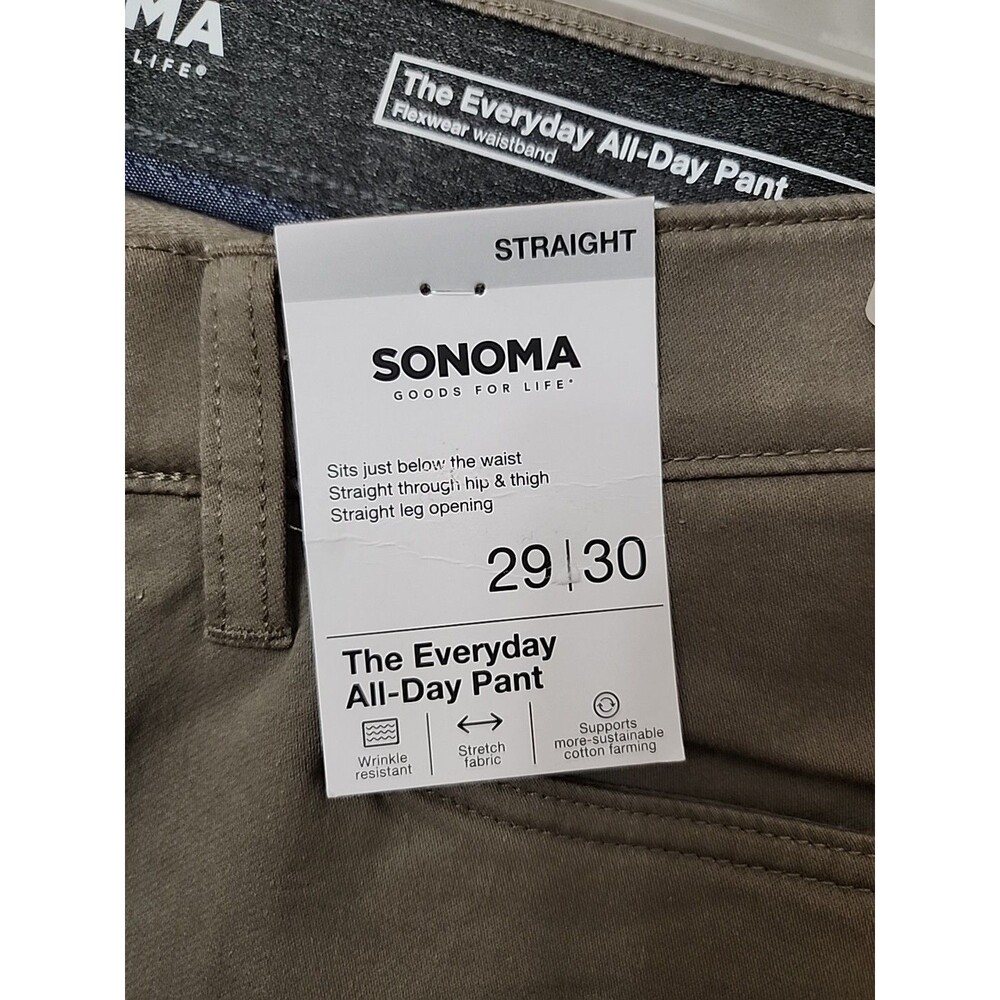 MA
LIFE®
The Everyday All-Day Pant
Flexwear waistband
STRAIGHT
SONOMA
GOODS FOR LIFE®
Sits just below the waist
Straight through hip & thigh
Straight leg opening
29|30
The Everyday
All-Day Pant
Wrinkle
resistant
Stretch
fabric
Supports
more-sustainable
cotton farming